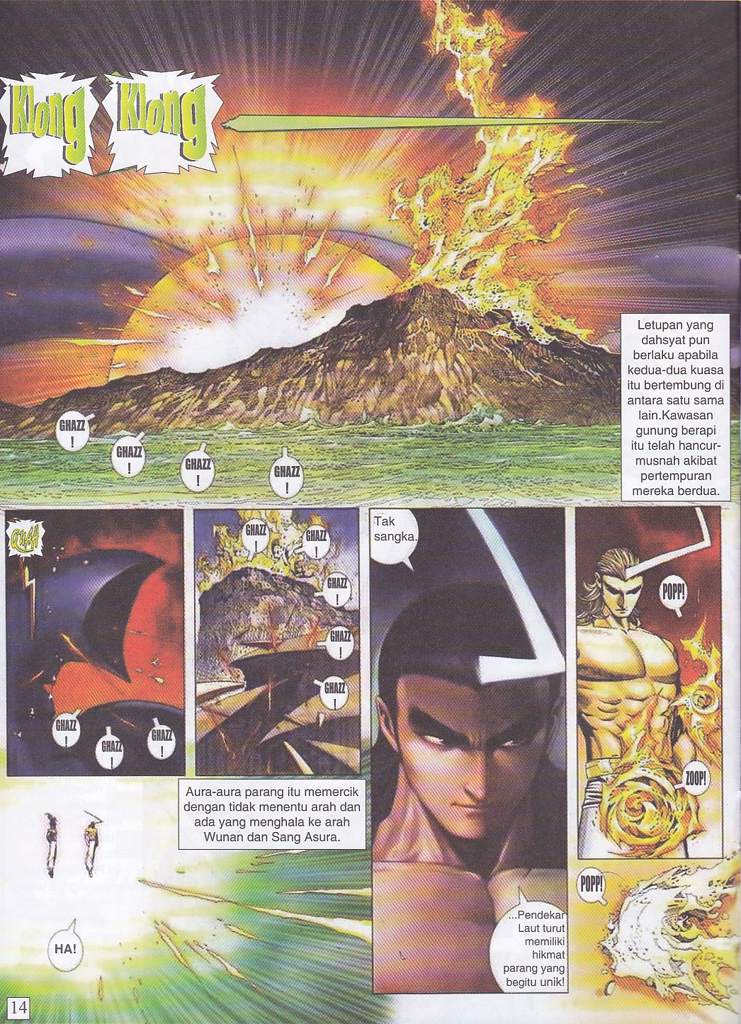 Klong Klong
Letupan yang
dahsyat pun
berlaku apabila
kedua-dua kuasa
itu bertembung di
antara satu sama
lain.Kawasan
gunung berapi
itu telah hancur-
musnah akibat
pertempuran
mereka berdua.
GHAZZ
!
GHAZZ
!
GHAZZ
!
GHAZZ
!
GHAZZ
!
GHAZZ
!
GHAZZ
!
GHAZZ
!
GHAZZ
!
GHAZZ
!
GHAZZ
!
GHAZZ
!
Tak
sangka.
POPP!
ZOOP!
Aura-aura parang itu memercik
dengan tidak menentu arah dan
ada yang menghala ke arah
Wunan dan Sang Asura.
HA!
...Pendekar
Laut turut
memiliki
hikmat
parang yang
begitu unik!
POPP!
14